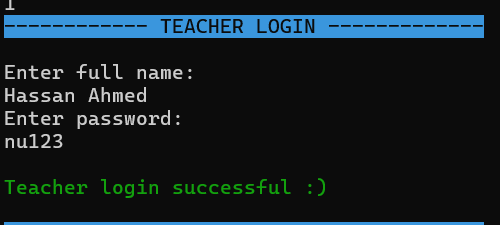 1
------------ TEACHER LOGIN -------------
Enter full name:
Hassan Ahmed
Enter password:
nu123
Teacher login successful :)